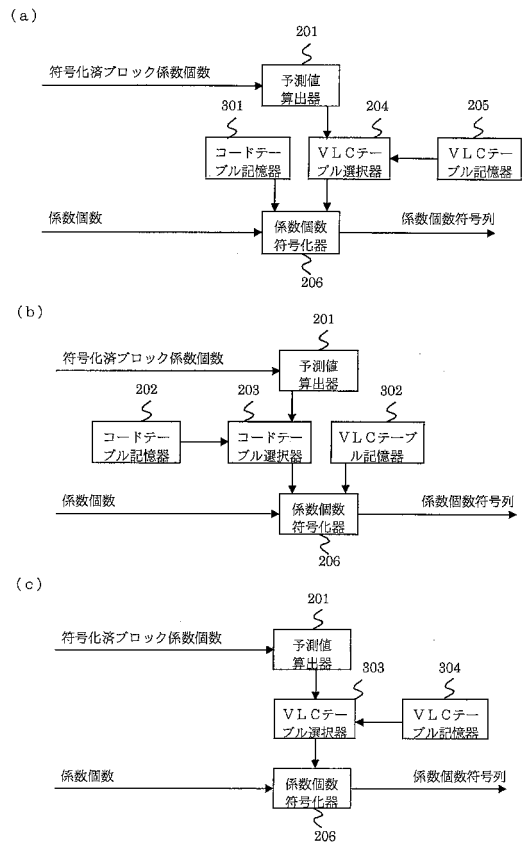 (a)
201
符号化済ブロック係数個数
予測値
算出器
301
204
205
コードテー
ブル記憶器
VLCテー
ブル選択器
VLCテー
ブル記憶器
係数個数
係数個数
符号化器
係数個数符号列
206
(b)
201
符号化済ブロック係数個数
予測値
算出器
202
203
302
コードテー
ブル記憶器
コードテー
ブル選択器
VLCテーブ
ル記憶器
係数個数
係数個数
符号化器
係数個数符号列
206
(c)
201
符号化済ブロック係数個数
予測値
算出器
303
304
VLCテー
ブル選択器
VLCテー
ブル記憶器
係数個数
係数個数
符号化器
係数個数符号列
206